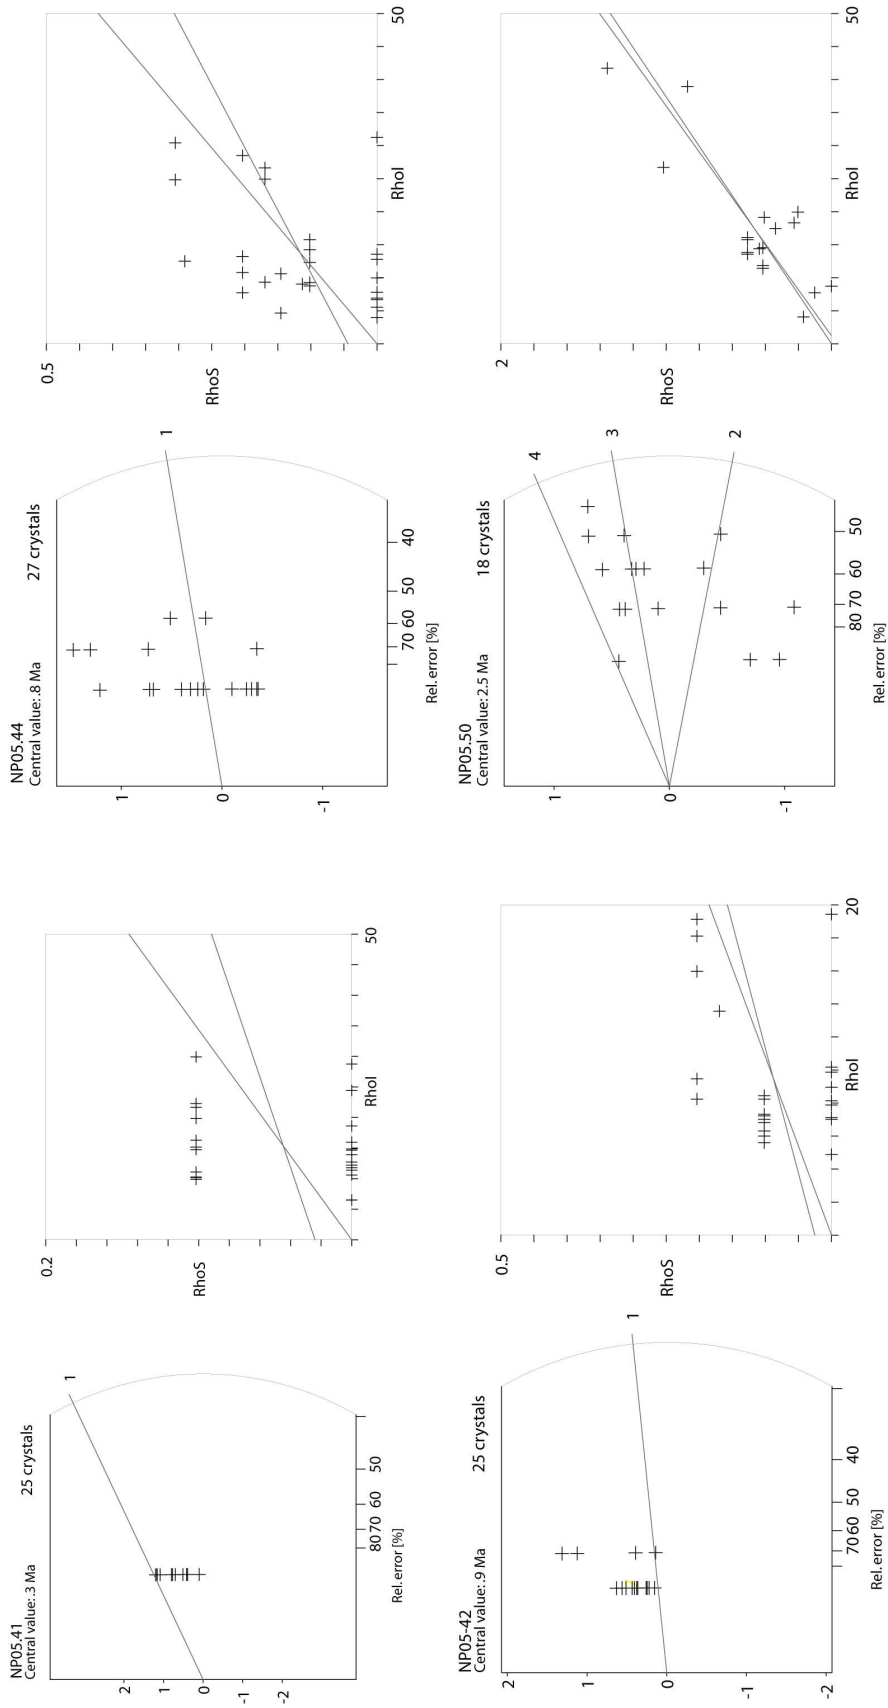 NP05.41
Central value: .3 Ma
25 crystals
2
1
0
-1
-2
1
8070 60 50
Rel. error [%]
0.2
RhoS
50
RhoI
NP05.44
Central value: .8 Ma
27 crystals
1
0
-1
1
70 60 50 40
Rel. error [%]
0.5
RhoS
50
RhoI
NP05-42
Central value: .9 Ma
25 crystals
2
1
0
-1
-2
1
7060 50 40
Rel. error [%]
0.5
RhoS
20
RhoI
NP05.50
Central value: 2.5 Ma
18 crystals
1
0
-1
4
3
2
80 70 60 50
Rel. error [%]
2
RhoS
50
RhoI